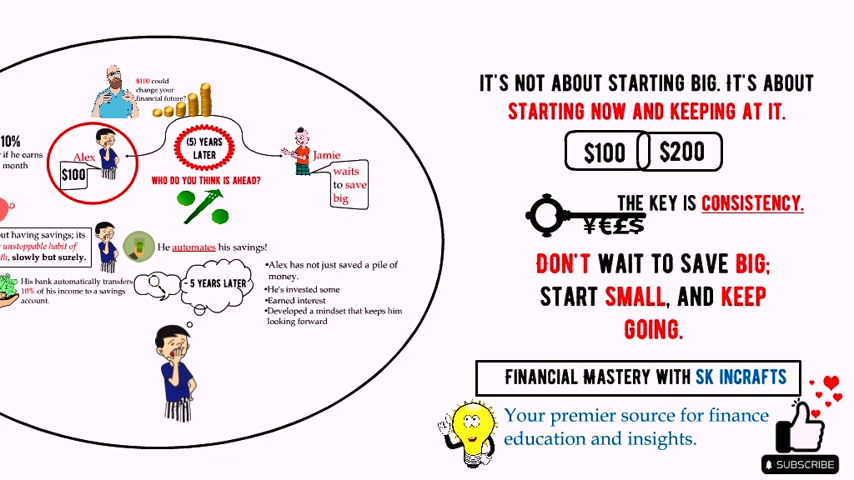 $100 could
change your
financial future?
10%
if he earns
month
Alex
$100
(5) YEARS
LATER
WHO DO YOU THINK IS AHEAD?
Jamie
waits
to save
big
out having savings; its
unstoppable habit of
th, slowly but surely.
He automates his savings!
His bank automatically transfers
10% of his income to a savings
account.
- 5 YEARS LATER
•Alex has not just saved a pile of
money.
•He's invested some
•Earned interest
•Developed a mindset that keeps him
looking forward
IT'S NOT ABOUT STARTING BIG. IT'S ABOUT
STARTING NOW AND KEEPING AT IT.
$100 $200
THE KEY IS CONSISTENCY.
¥€£$
DON'T WAIT TO SAVE BIG;
START SMALL, AND KEEP
GOING.
FINANCIAL MASTERY WITH SK INCRAFTS
Your premier source for finance
education and insights.
SUBSCRIBE